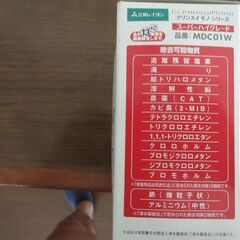 三菱レイヨン
CLEANSUI MONO
クリンスイ モノ シリーズ
スーパーハイグレード
品番：MDC01W
除去可能物質
遊離残留塩素
濁り
総トリハロメタン
溶解性鉛
農薬(CAT)
カビ臭(2-MIB)
テトラクロロエチレン
トリクロロエチレン
1,1,1-トリクロロエタン
クロロホルム
ブロモジクロロメタン
ジブロモクロロメタン
ブロモホルム
鉄(微粒子状)
アルミニウム(中性)